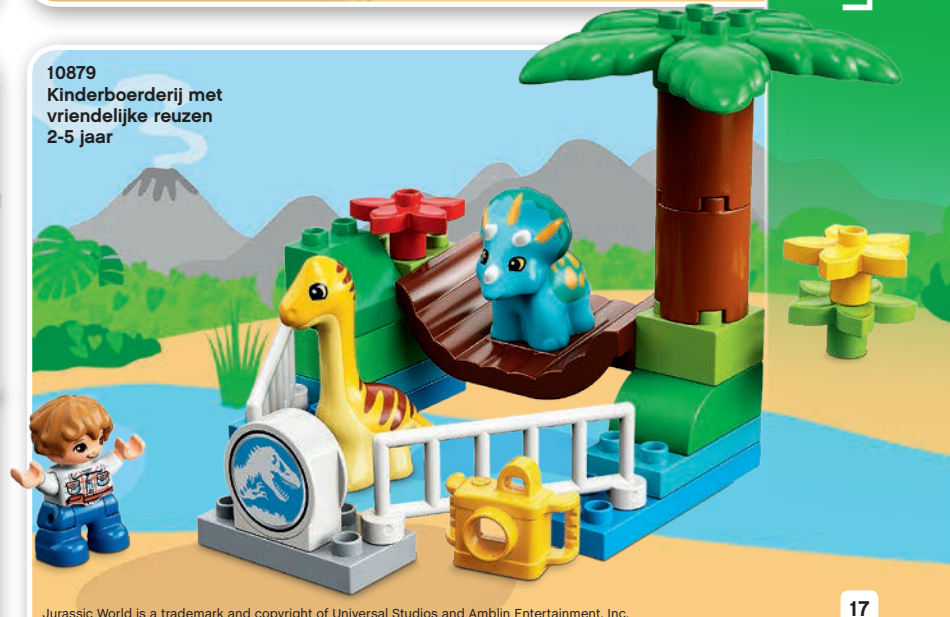 10879
Kinderboerderij met
vriendelijke reuzen
2-5 jaar
Jurassic World is a trademark and copyright of Universal Studios and Amblin Entertainment, Inc.
17